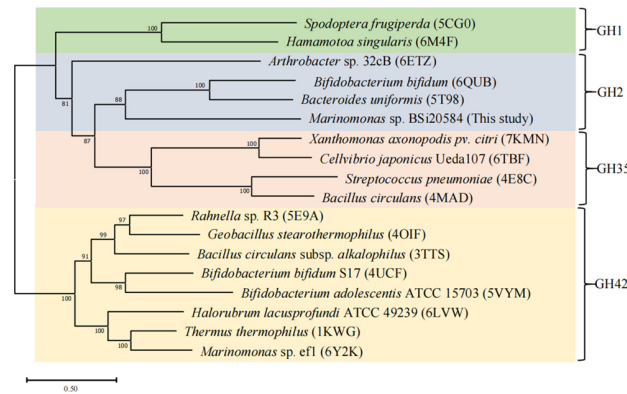 Spodoptera frugiperda (5CG0)
100
GH1
Hamamotoa singularis (6M4F)
Arthrobacter sp. 32cB (6ETZ)
81
Bifidobacterium bifidum (6QUB)
100
GH2
Bacteroides uniformis (5T98)
88
Marinomonas sp. BSi20584 (This study)
87
Xanthomonas axonopodis pv. citri (7KMN)
100
Cellvibrio japonicus Ueda107 (6TBF)
100
GH35
Streptococcus pneumoniae (4E8C)
100
Bacillus circulans (4MAD)
Rahnella sp. R3 (5E9A)
97
Geobacillus stearothermophilus (4OIF)
99
Bacillus circulans subsp. alkalophilus (3TTS)
91
Bifidobacterium bifidum S17 (4UCF)
98
GH42
Bifidobacterium adolescentis ATCC 15703 (5VYM)
100
Halorubrum lacusprofundi ATCC 49239 (6LVW)
100
Thermus thermophilus (1KWG)
100
Marinomonas sp. ef1 (6Y2K)
0.50